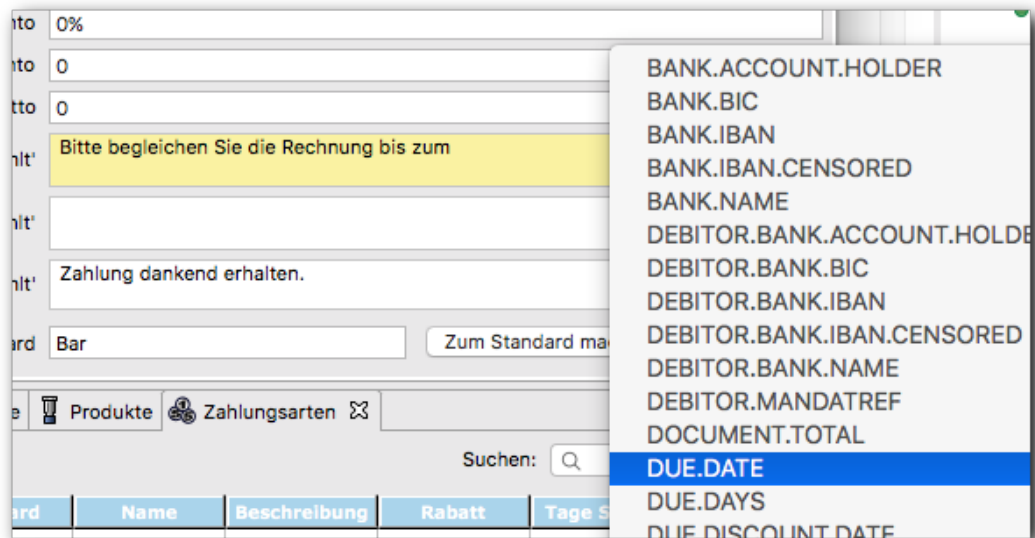 nto 0%
nto 0
tto 0
hlt' Bitte begleichen Sie die Rechnung bis zum
hlt'
hlt' Zahlung dankend erhalten.
ard Bar Zum Standard ma
e Produkte Zahlungsarten
Suchen:
ard Name Beschreibung Rabatt Tage S
BANK.ACCOUNT.HOLDER
BANK.BIC
BANK.IBAN
BANK.IBAN.CENSORED
BANK.NAME
DEBITOR.BANK.ACCOUNT.HOLDE
DEBITOR.BANK.BIC
DEBITOR.BANK.IBAN
DEBITOR.BANK.IBAN.CENSORED
DEBITOR.BANK.NAME
DEBITOR.MANDATREF
DOCUMENT.TOTAL
DUE.DATE
DUE.DAYS
DUE.DISCOUNT.DATE